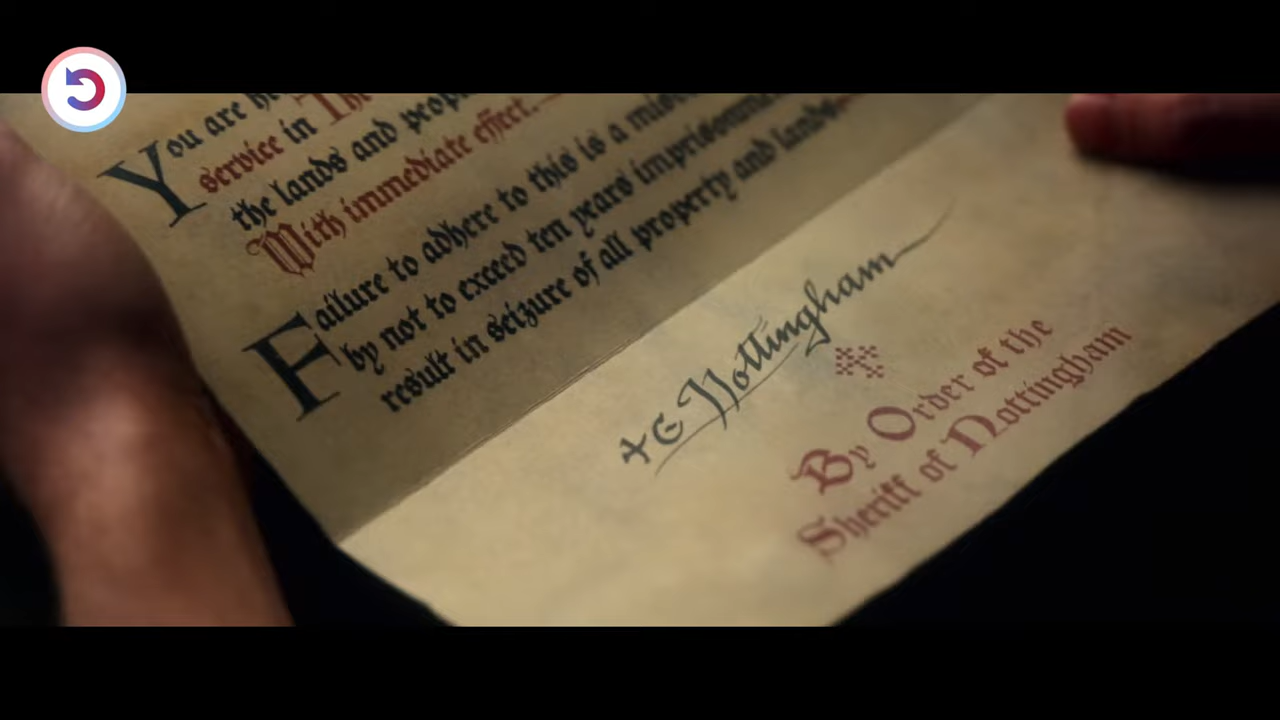 You are
service in The
the lands and
With immediate effect.
Failure to adhere to this is a
by not to exceed ten years
result in seizure of all property and lands
Nottingham
By Order of the
Sheriff of Nottingham